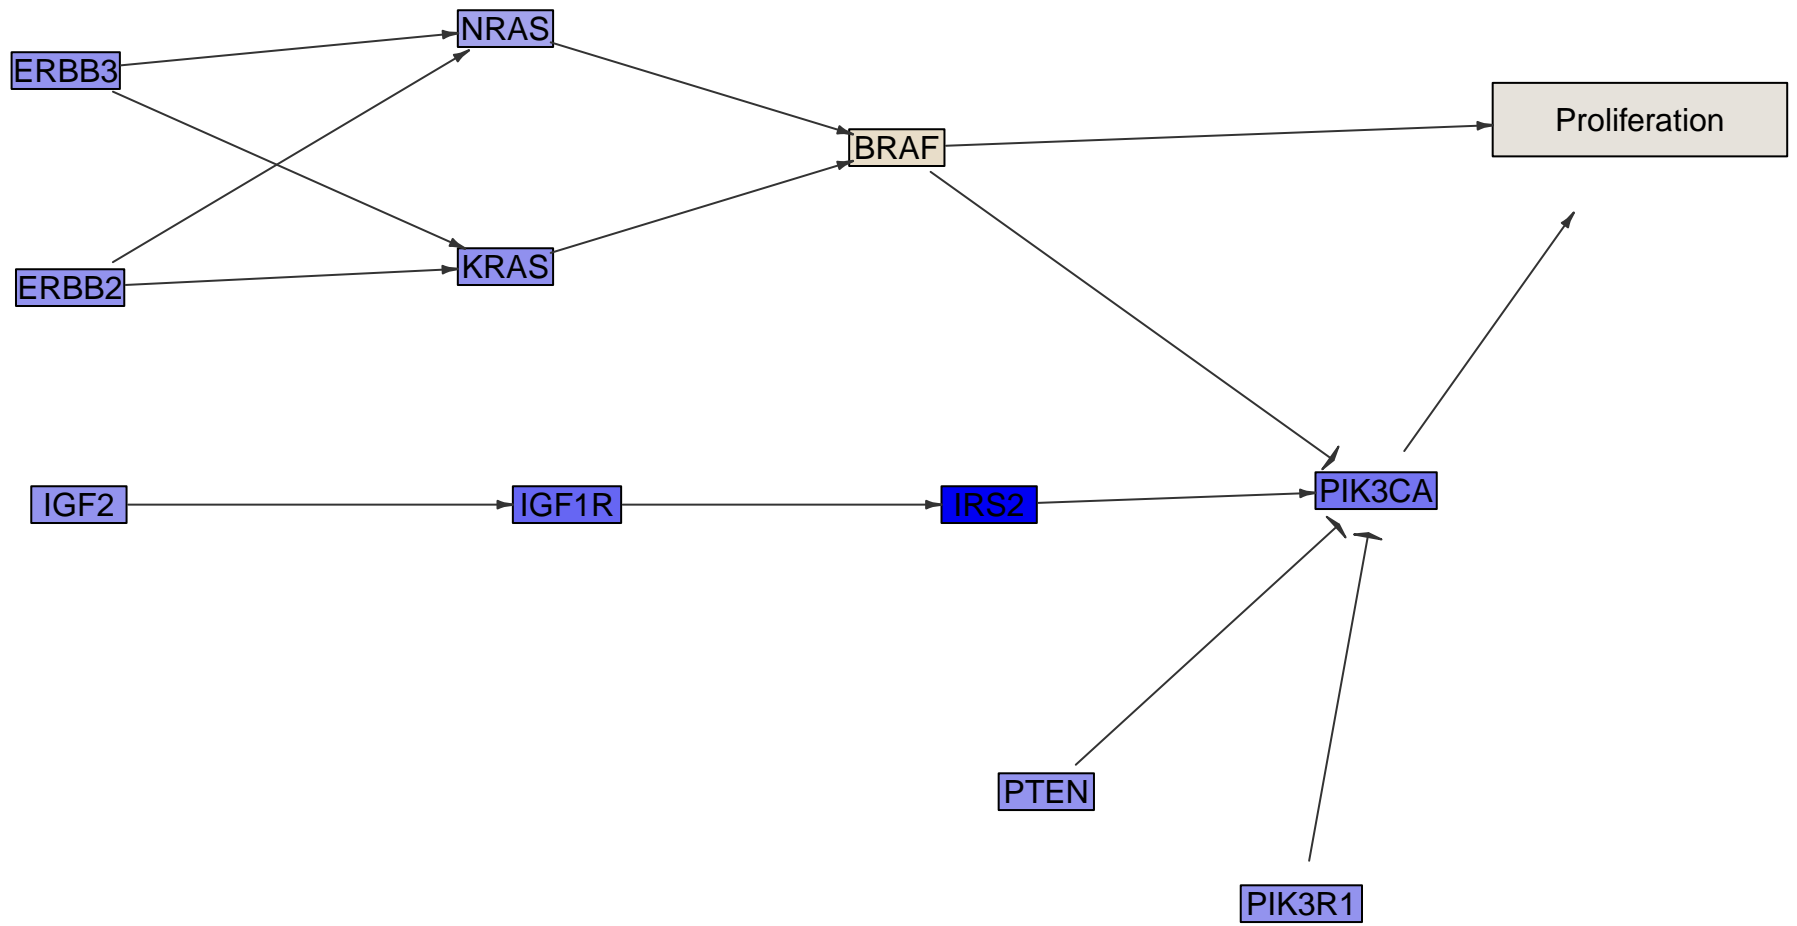 NRAS
ERBB3
Proliferation
BRAF
KRAS
ERBB2
PIK3CA
IGF2
IGF1R
IRS2
PTEN
PIK3R1